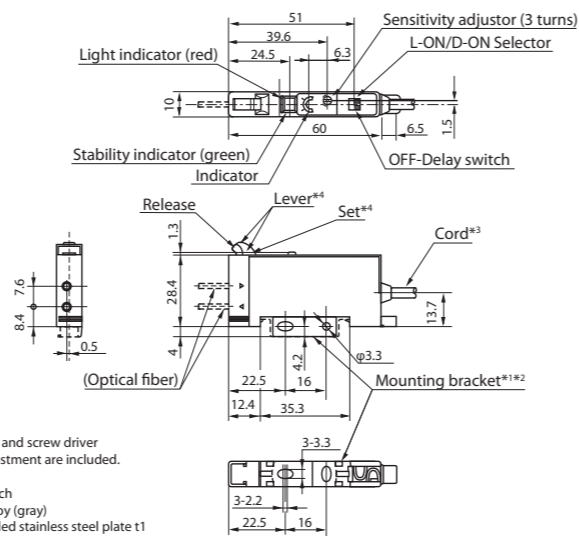 51
Sensitivity adjustor (3 turns)
39.6
L-ON/D-ON Selector
24.5
6.3
Light indicator (red)
10
60
6.5
1.5
Stability indicator (green)
OFF-Delay switch
Indicator
Release
Lever*4
Set*4
1.3
Cord*3
7.6
8.4
28.4
13.7
0.5
4
4.2
φ3.3
(Optical fiber)
22.5
16
Mounting bracket*1*2
12.4
35.3
and screw driver
stment are included.
3-3.3
ch
by (gray)
led stainless steel plate t1
3-2.2
22.5
16